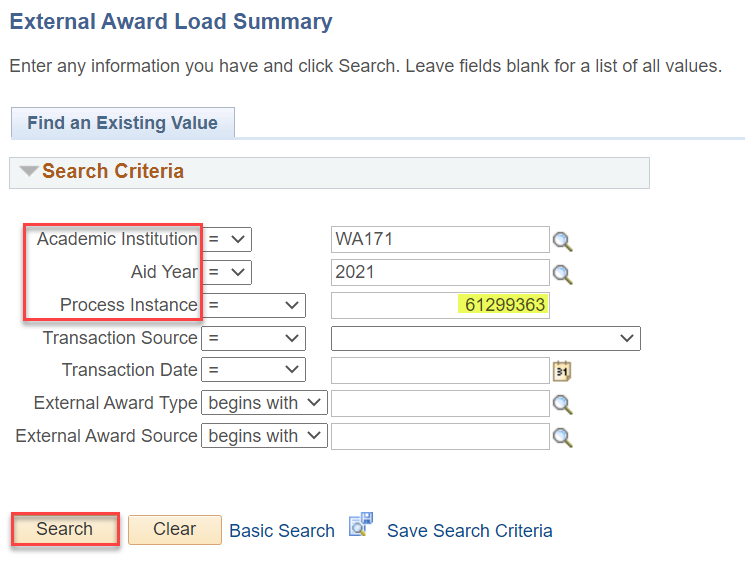 External Award Load Summary
Enter any information you have and click Search. Leave fields blank for a list of all values.
Find an Existing Value
Search Criteria
Academic Institution = WA171
Aid Year = 2021
Process Instance = 61299363
Transaction Source =
Transaction Date = 31
External Award Type begins with
External Award Source begins with
Search Clear Basic Search Save Search Criteria